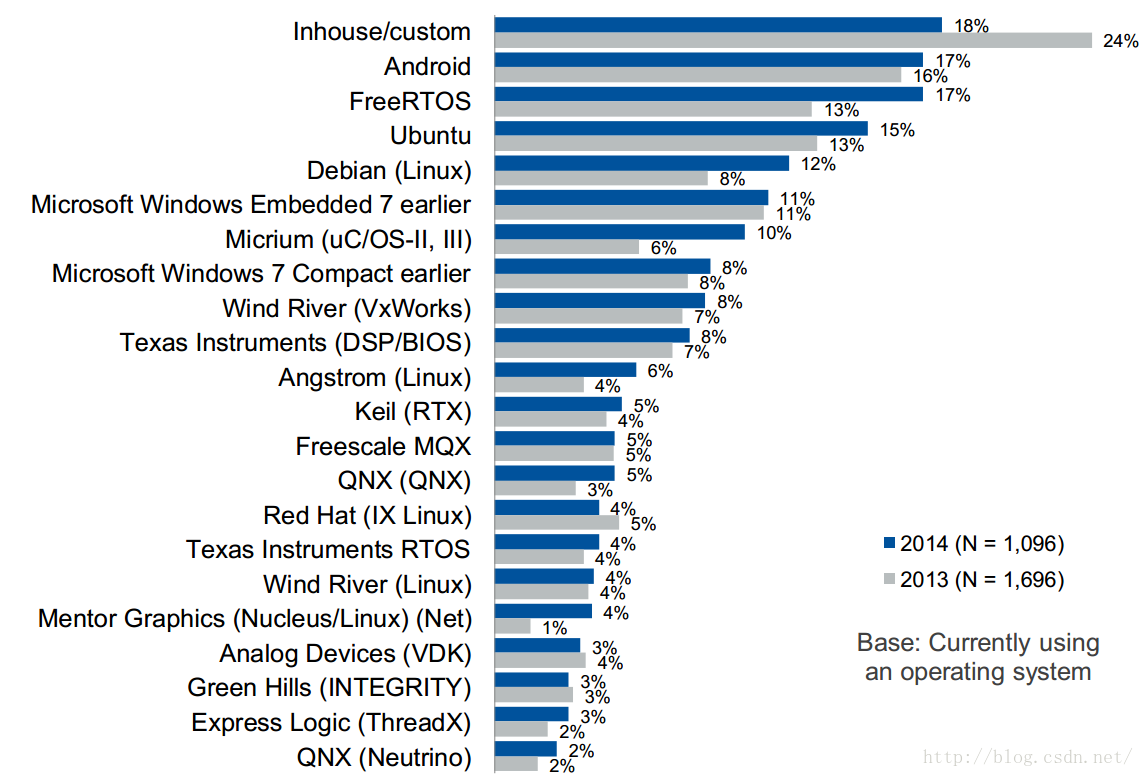 Inhouse/custom 18%
24%
Android 17%
16%
FreeRTOS 17%
13%
Ubuntu 15%
13%
Debian (Linux) 12%
8%
Microsoft Windows Embedded 7 earlier 11%
11%
Micrium (uC/OS-II, III) 10%
6%
Microsoft Windows 7 Compact earlier 8%
8%
Wind River (VxWorks) 8%
7%
Texas Instruments (DSP/BIOS) 8%
7%
Angstrom (Linux) 6%
4%
Keil (RTX) 5%
4%
Freescale MQX 5%
5%
QNX (QNX) 5%
3%
Red Hat (IX Linux) 4%
5%
Texas Instruments RTOS 4%
4%
Wind River (Linux) 4%
4%
Mentor Graphics (Nucleus/Linux) (Net) 4%
1%
Analog Devices (VDK) 3%
4%
Green Hills (INTEGRITY) 3%
3%
Express Logic (ThreadX) 3%
2%
QNX (Neutrino) 2%
2%
2014 (N = 1,096)
2013 (N = 1,696)
Base: Currently using
an operating system
http://blog.csdn.net/